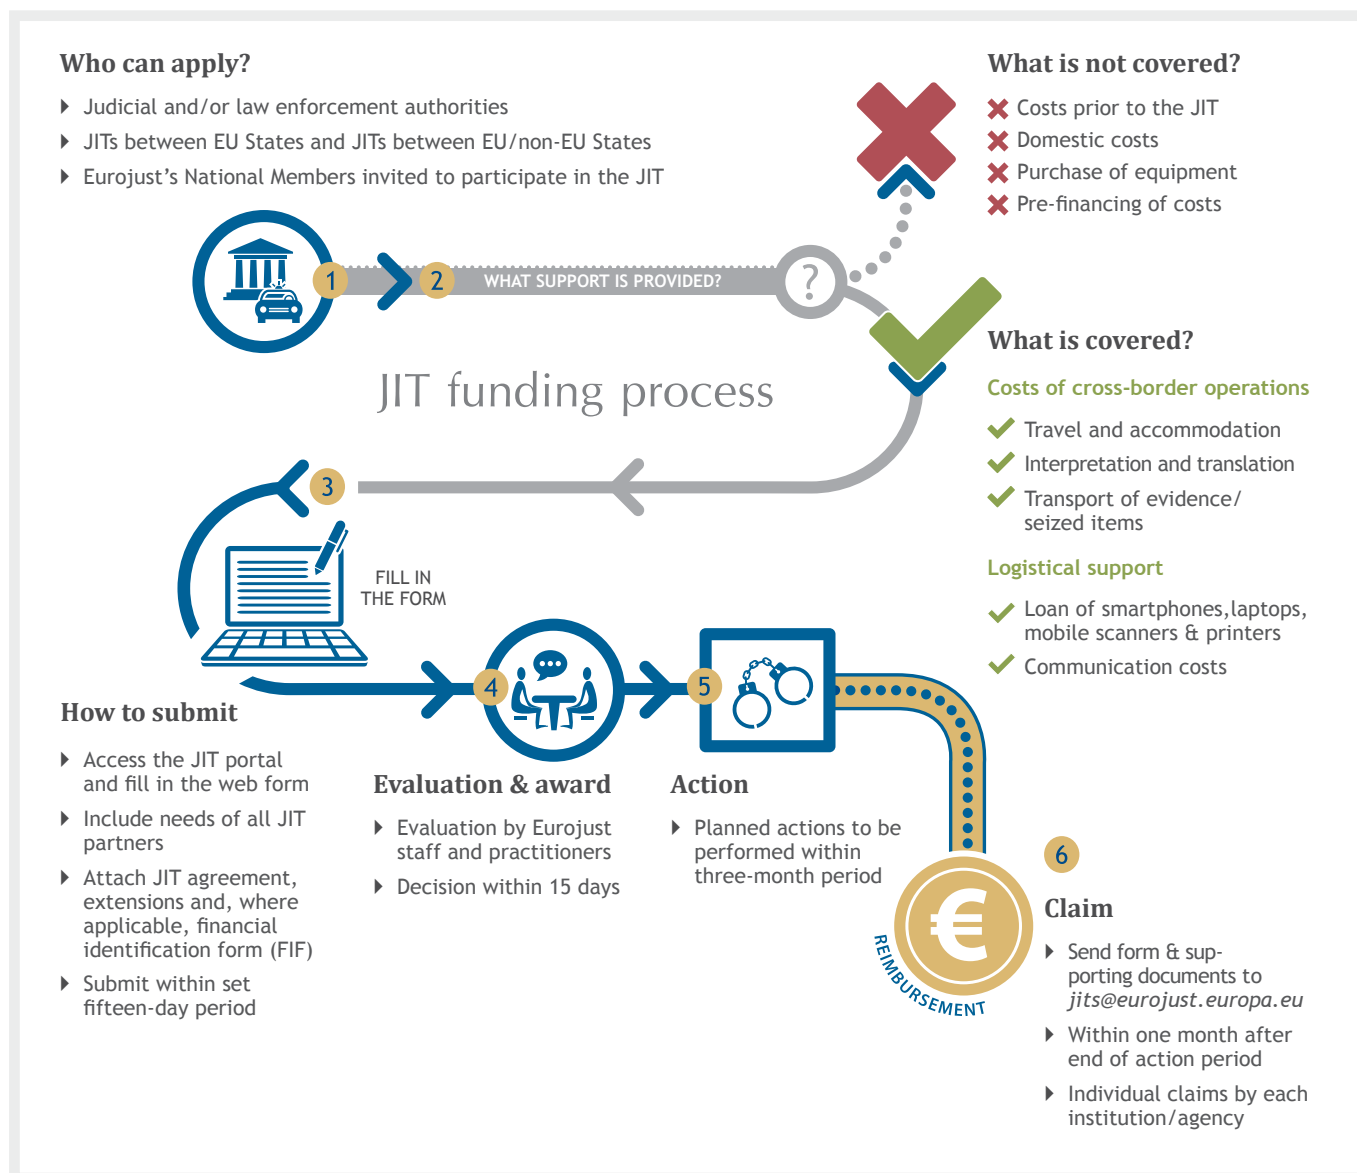 Who can apply?
Judicial and/or law enforcement authorities
JITs between EU States and JITs between EU/non-EU States
Eurojust's National Members invited to participate in the JIT
What is not covered?
Costs prior to the JIT
Domestic costs
Purchase of equipment
Pre-financing of costs
1
2
WHAT SUPPORT IS PROVIDED?
?
JIT funding process
What is covered?
Costs of cross-border operations
Travel and accommodation
Interpretation and translation
Transport of evidence/
seized items
Logistical support
Loan of smartphones,laptops,
mobile scanners & printers
Communication costs
3
FILL IN
THE FORM
How to submit
Access the JIT portal
and fill in the web form
Include needs of all JIT
partners
Attach JIT agreement,
extensions and, where
applicable, financial
identification form (FIF)
Submit within set
fifteen-day period
4
Evaluation & award
Evaluation by Eurojust
staff and practitioners
Decision within 15 days
5
Action
Planned actions to be
performed within
three-month period
€
REIMBURSEMENT
6
Claim
Send form & sup-
porting documents to
jits@eurojust.europa.eu
Within one month after
end of action period
Individual claims by each
institution/agency